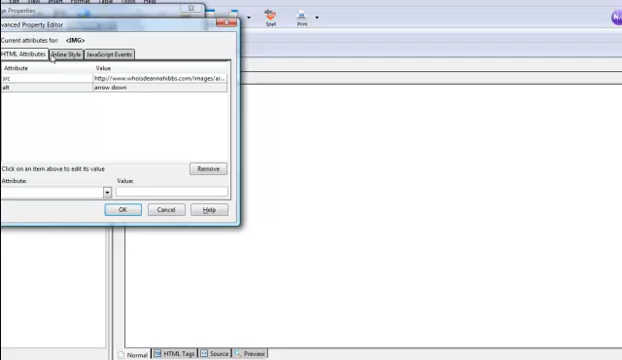 Edit View Insert Format Table Tools Help
ge Properties
dvanced Property Editor
Current attributes for: <IMG>
HTML Attributes Inline Style JavaScript Events
Attribute Value
src http://www.whoisdeannahibbs.com/images/ar...
alt arrow down
Click on an item above to edit its value Remove
Attribute: Value:
OK Cancel Help
Spell Print
Normal HTML Tags Source Preview